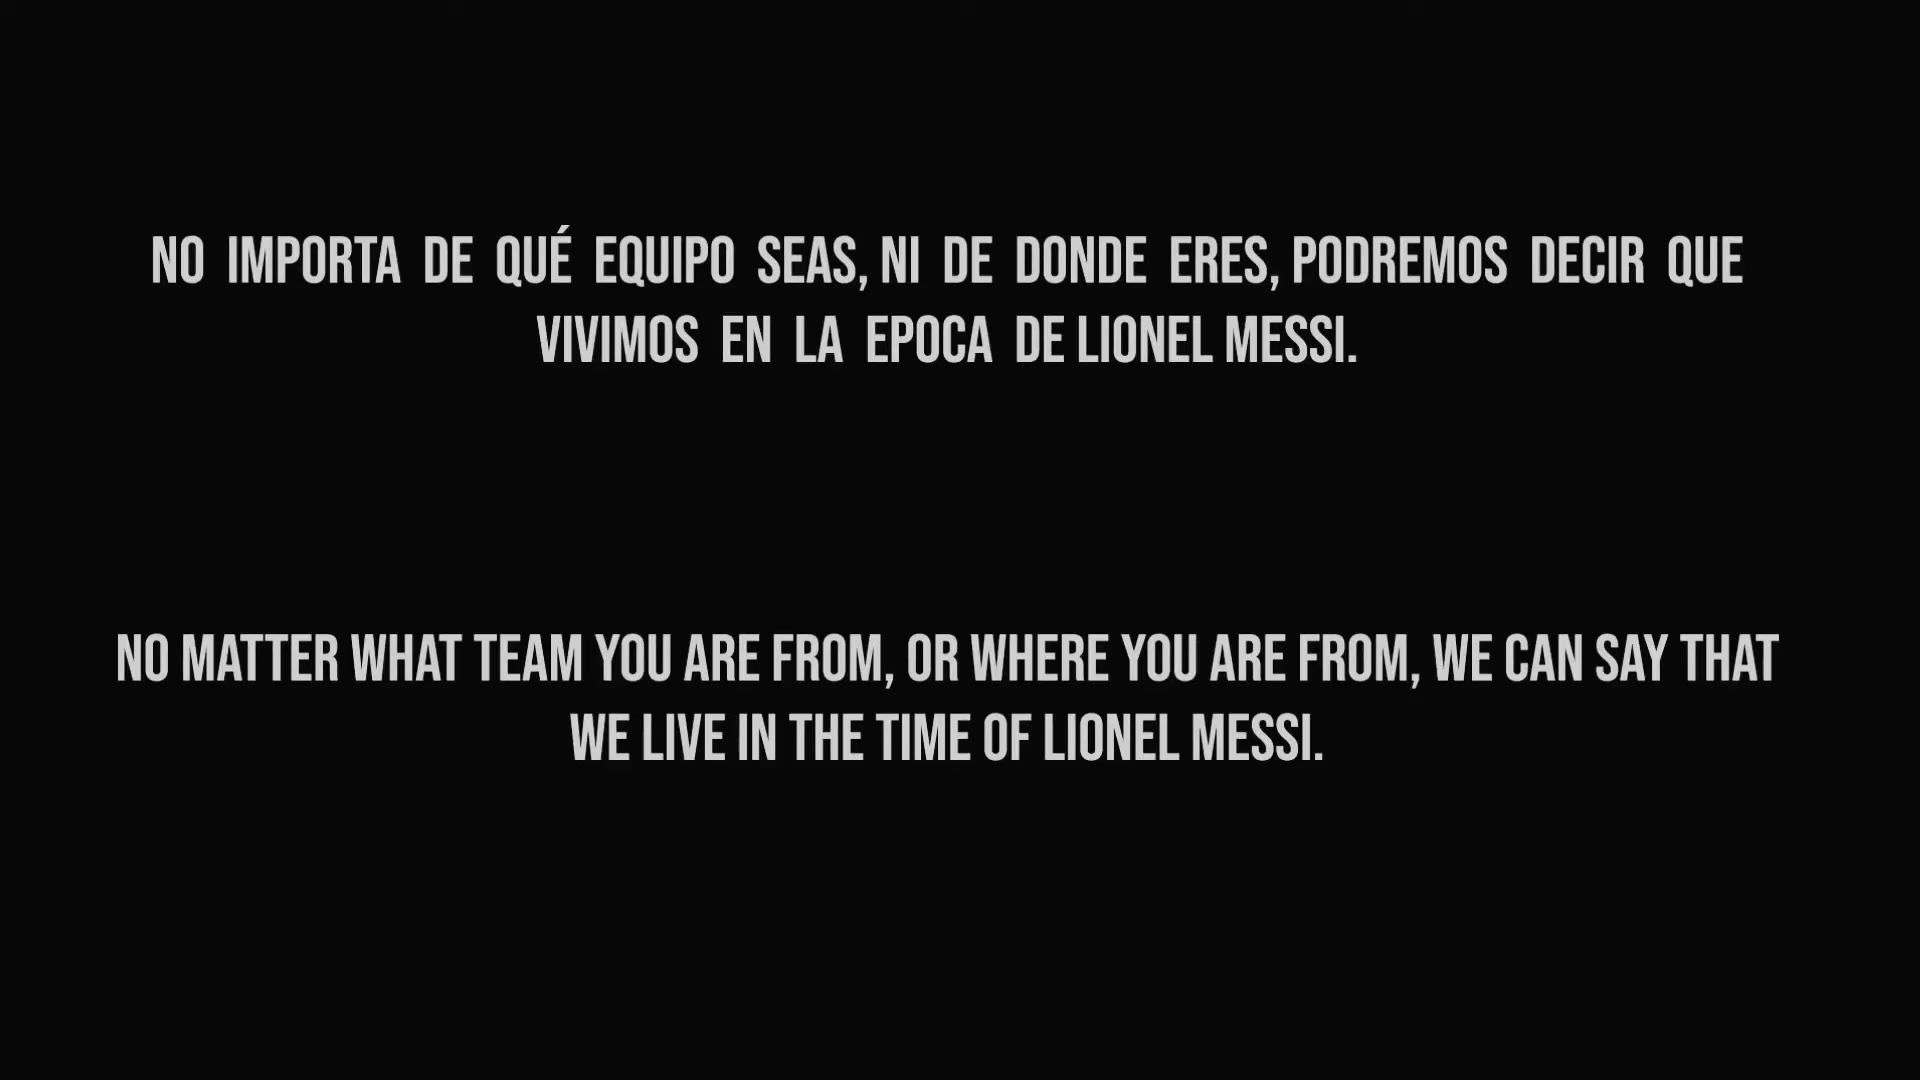 NO IMPORTA DE QUÉ EQUIPO SEAS, NI DE DONDE ERES, PODREMOS DECIR QUE
VIVIMOS EN LA EPOCA DE LIONEL MESSI.
NO MATTER WHAT TEAM YOU ARE FROM, OR WHERE YOU ARE FROM, WE CAN SAY THAT
WE LIVE IN THE TIME OF LIONEL MESSI.